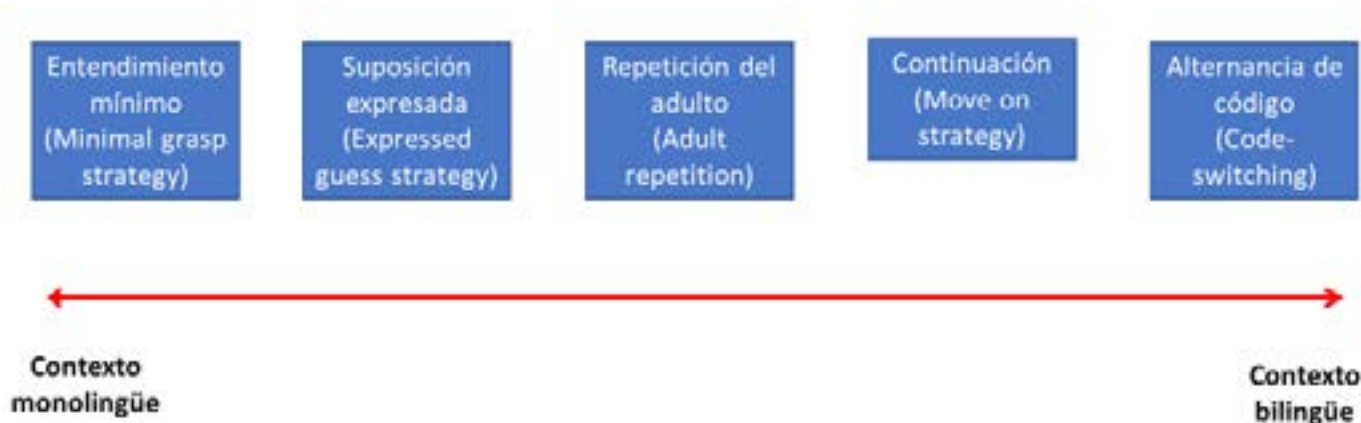 Entendimiento
mínimo
(Minimal grasp
strategy)
Suposición
expresada
(Expressed
guess strategy)
Repetición del
adulto
(Adult
repetition)
Continuación
(Move on
strategy)
Alternancia de
código
(Code-
switching)
Contexto
monolingüe
Contexto
bilingüe